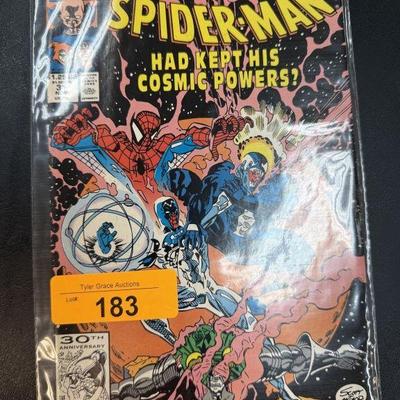 SPIDER-MAN
HAD KEPT HIS
COSMIC POWERS?
Tyler Grace Auctions
Lot#:
183
30TH
ANNIVERSARY